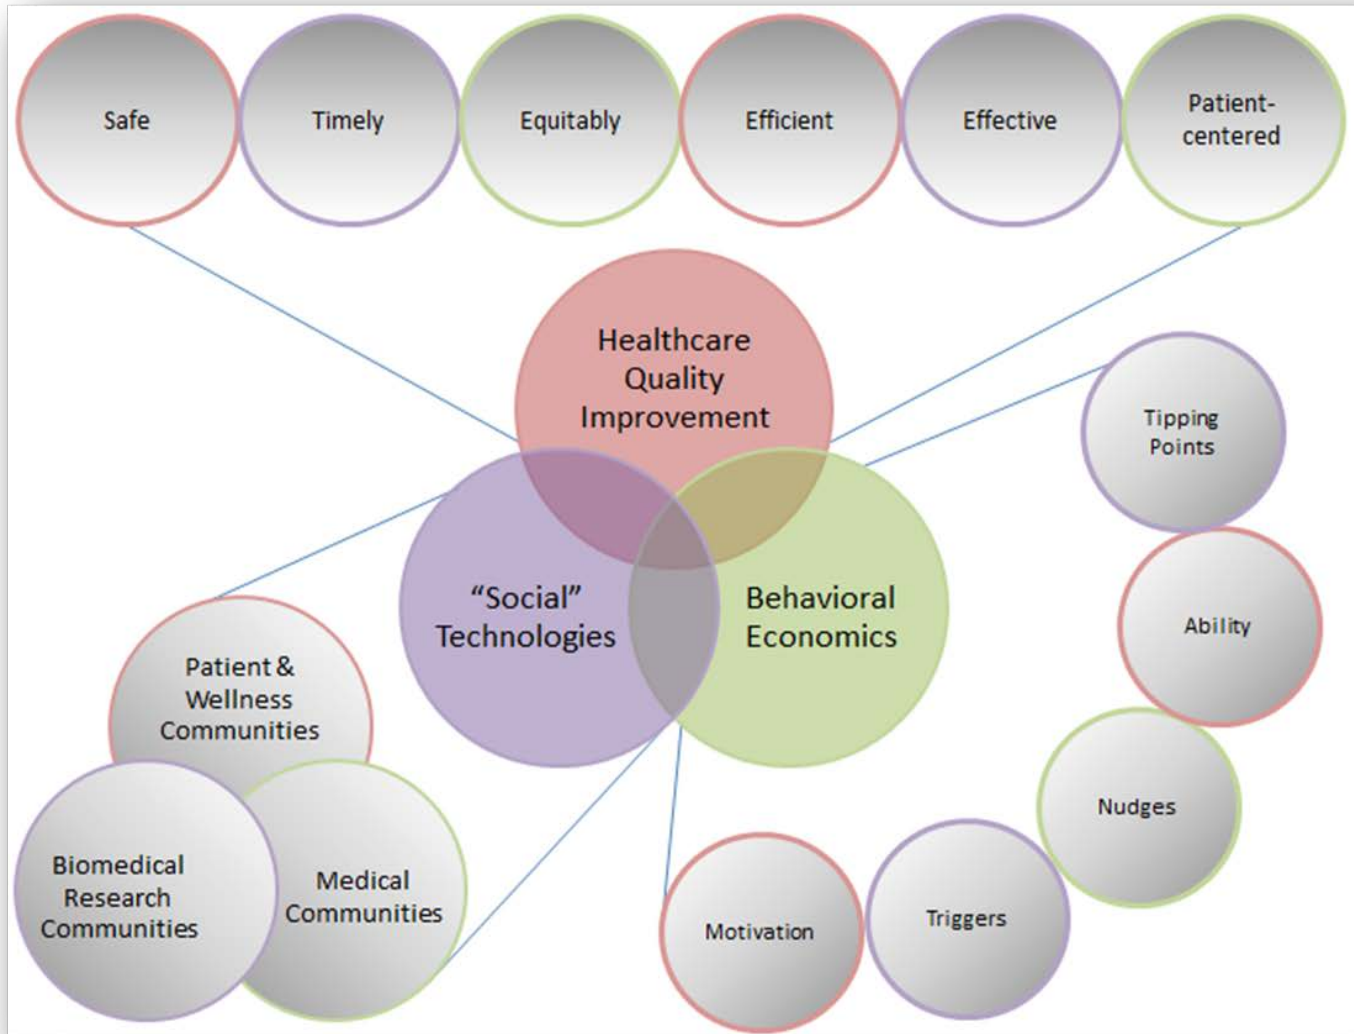 Safe
Timely
Equitably
Efficient
Effective
Patient-
centered
Healthcare
Quality
Improvement
Tipping
Points
"Social"
Technologies
Behavioral
Economics
Ability
Patient &
Wellness
Communities
Nudges
Biomedical
Research
Communities
Medical
Communities
Motivation
Triggers